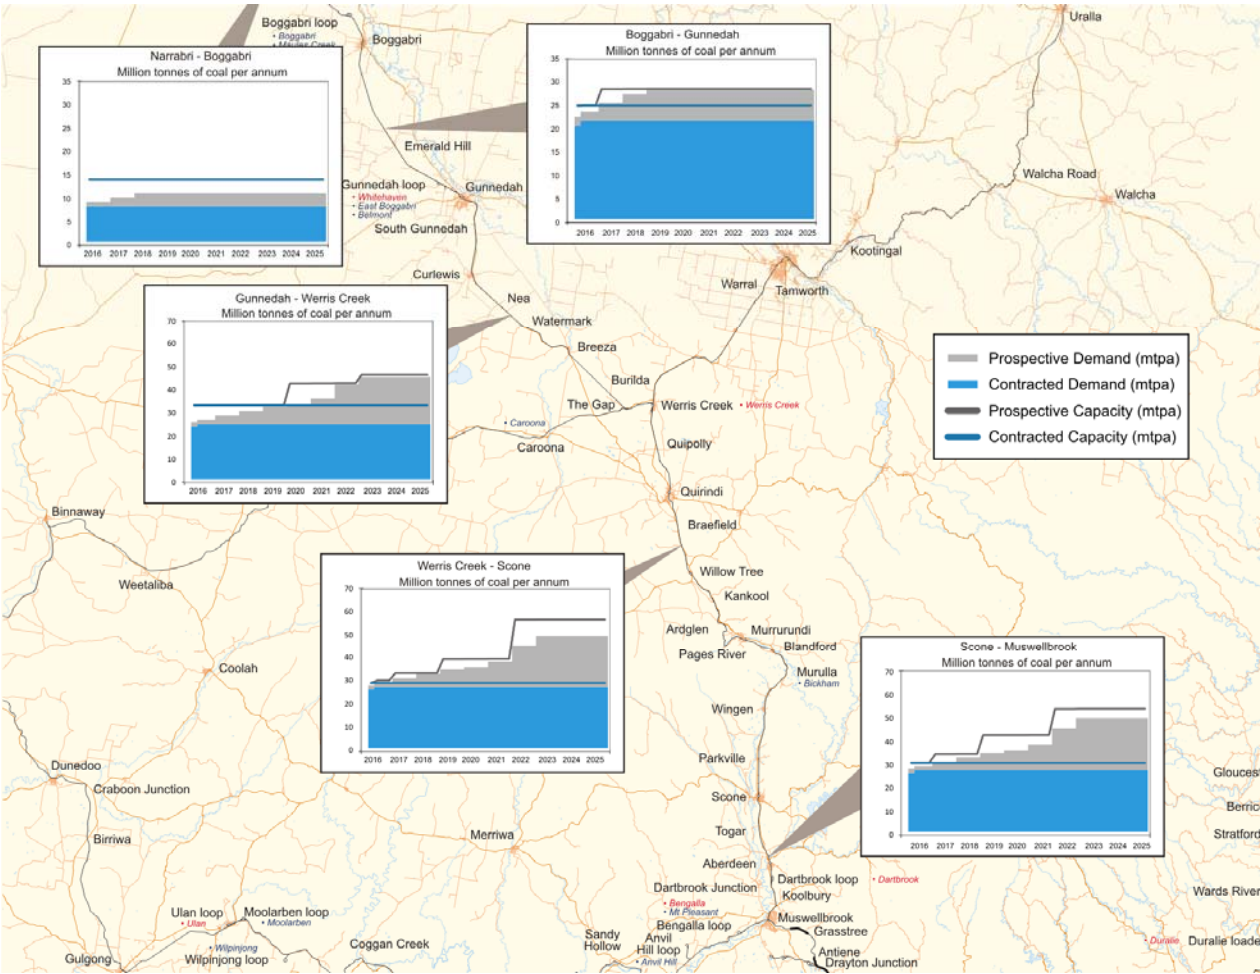 Boggabri loop
• Boggabri
• Maules Creek
Boggabri
Uralla
Narrabri - Boggabri
Million tonnes of coal per annum
35
30
25
20
15
10
5
0
2016 2017 2018 2019 2020 2021 2022 2023 2024 2025
Boggabri - Gunnedah
Million tonnes of coal per annum
35
30
25
20
15
10
5
0
2016 2017 2018 2019 2020 2021 2022 2023 2024 2025
Emerald Hill
Gunnedah loop
• Whitehaven
• East Boggabri
• Belmont
Gunnedah
South Gunnedah
Walcha Road
Walcha
Kootingal
Curlewis
Warral
Tamworth
Nea
Watermark
Breeza
Gunnedah - Werris Creek
Million tonnes of coal per annum
70
60
50
40
30
20
10
0
2016 2017 2018 2019 2020 2021 2022 2023 2024 2025
Prospective Demand (mtpa)
Contracted Demand (mtpa)
Prospective Capacity (mtpa)
Contracted Capacity (mtpa)
Burilda
The Gap
Werris Creek
• Werris Creek
• Caroona
Caroona
Quipolly
Quirindi
Braefield
Binnaway
Weetaliba
Werris Creek - Scone
Million tonnes of coal per annum
70
60
50
40
30
20
10
0
2016 2017 2018 2019 2020 2021 2022 2023 2024 2025
Willow Tree
Kankool
Ardglen
Murrurundi
Pages River
Blandford
Murulla
• Bickham
Coolah
Wingen
Scone - Muswellbrook
Million tonnes of coal per annum
70
60
50
40
30
20
10
0
2016 2017 2018 2019 2020 2021 2022 2023 2024 2025
Parkville
Scone
Togar
Aberdeen
Dunedoo
Craboon Junction
Birriwa
Merriwa
Glouces
Berric
Stratford
Dartbrook loop
• Dartbrook
Dartbrook Junction
Koolbury
• Bengalla
• Mt Pleasant
Bengalla loop
Muswellbrook
Grasstree
Wards River
Ulan loop
• Ulan
Moolarben loop
• Moolarben
• Wilpinjong
Wilpinjong loop
Gulgong
Coggan Creek
Sandy
Hollow
Anvil
Hill loop
• Anvil Hill
Antiene
Drayton Junction
• Duralie
Duralie loade